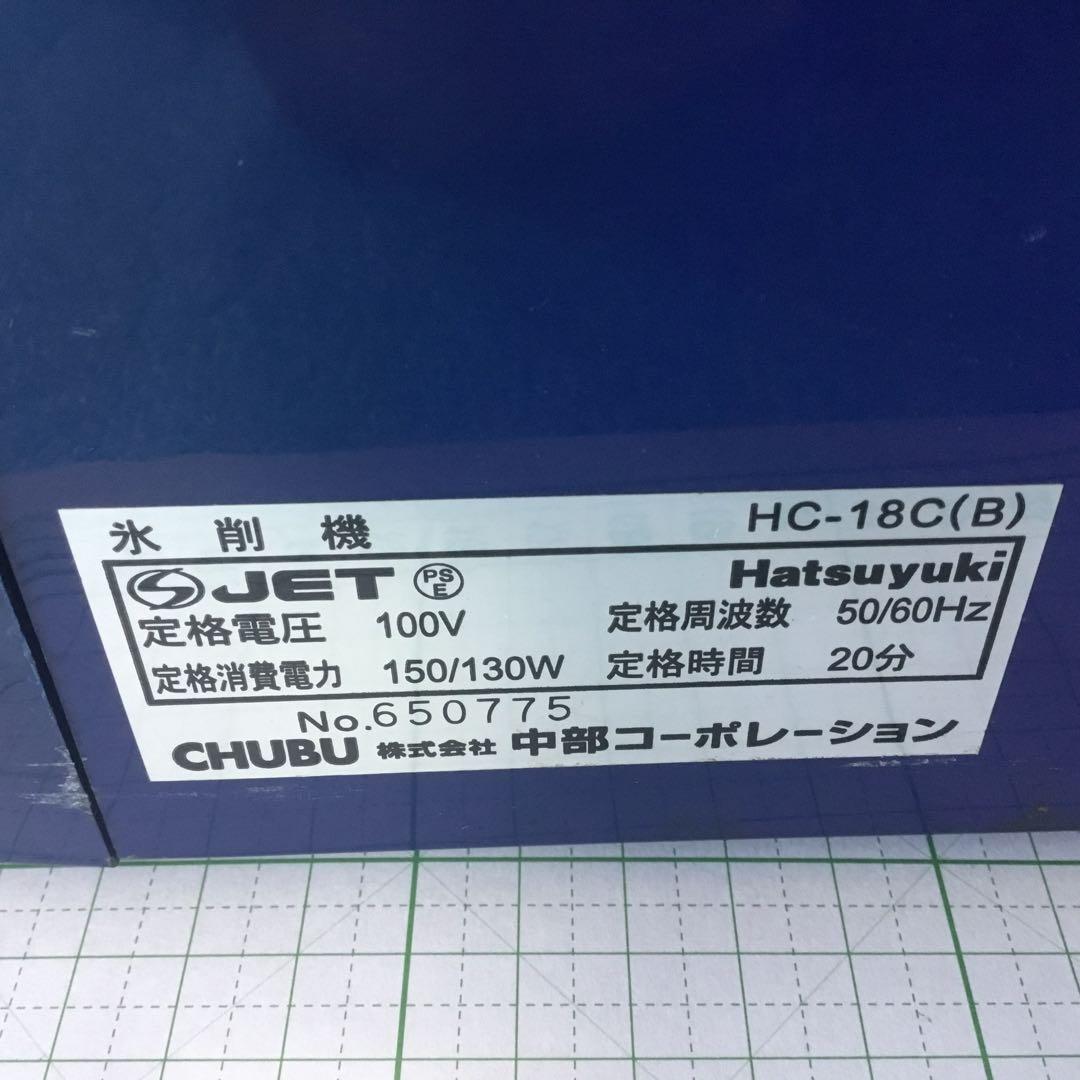 氷削機 HC-18C(B)
JET PSE Hatsuyuki
定格電圧 100V 定格周波数 50/60Hz
定格消費電力 150/130W 定格時間 20分
No.650775
CHUBU 株式会社 中部コーポレーション